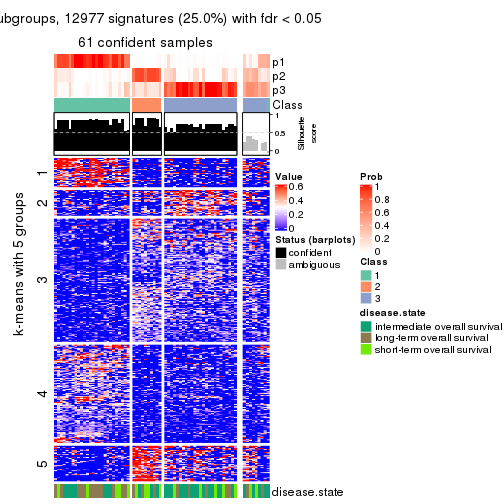 ubgroups, 12977 signatures (25.0%) with fdr < 0.05
61 confident samples
p1
p2
p3
Class
1
0.5
0
Silhouette
score
k-means with 5 groups
1
2
3
4
5
disease.state
Value
0.6
0.4
0.2
0
Status (barplots)
confident
ambiguous
Prob
1
0.8
0.6
0.4
0.2
0
Class
1
2
3
disease.state
intermediate overall survival
long-term overall survival
short-term overall survival